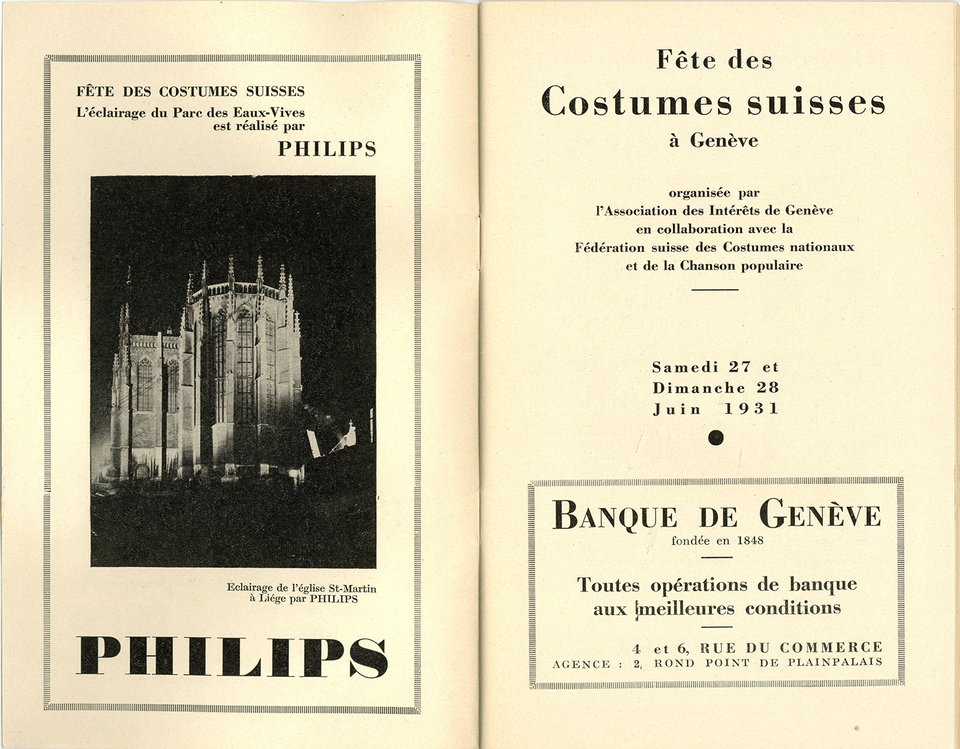 FÊTE DES COSTUMES SUISSES
L'éclairage du Parc des Eaux-Vives
est réalisé par
PHILIPS
Eclairage de l'église St-Martin
à Liége par PHILIPS
PHILIPS
Fête des
Costumes suisses
à Genève
organisée par
l'Association des Intérêts de Genève
en collaboration avec la
Fédération suisse des Costumes nationaux
et de la Chanson populaire
Samedi 27 et
Dimanche 28
Juin 1931
BANQUE DE GENÈVE
fondée en 1848
Toutes opérations de banque
aux meilleures conditions
4 et 6, RUE DU COMMERCE
AGENCE : 2, ROND POINT DE PLAINPALAIS